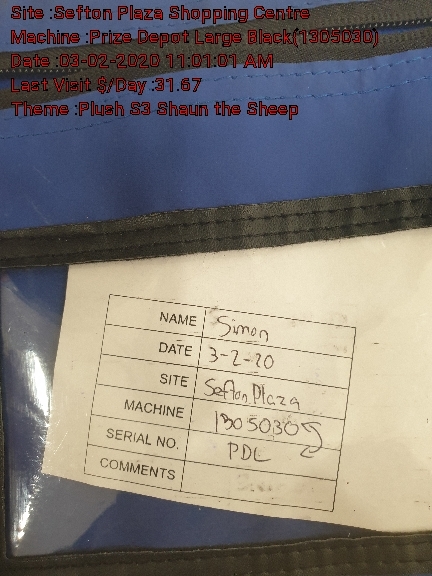 Site :Sefton Plaza Shopping Centre
Machine :Prize Depot Large Black(1305030)
Date :03-02-2020 11:01:01 AM
Last Visit $/Day :31.67
Theme :Plush S3 Shaun the Sheep
NAME Simon
DATE 3-2-20
SITE Sefton Plaza
MACHINE 1305030
SERIAL NO. PDL
COMMENTS